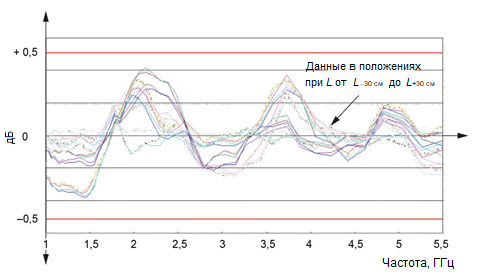 + 0,5
Данные в положениях
при L от L–30 см до L+30 см
дБ
0
–0,5
1 1,5 2 2,5 3 3,5 4 4,5 5 5,5
Частота, ГГц